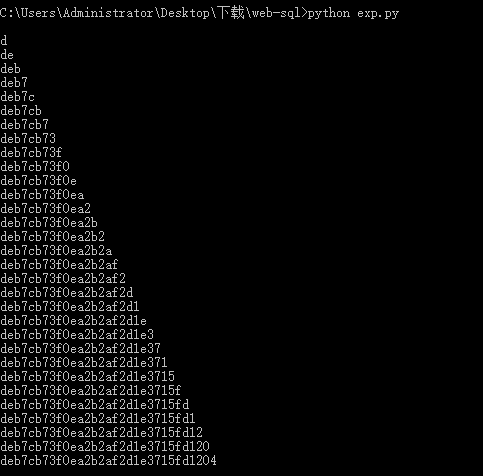 C:\Users\Administrator\Desktop\下载\web-sql>python exp.py
d
de
deb
deb7
deb7c
deb7cb
deb7cb7
deb7cb73
deb7cb73f
deb7cb73f0
deb7cb73f0e
deb7cb73f0ea
deb7cb73f0ea2
deb7cb73f0ea2b
deb7cb73f0ea2b2
deb7cb73f0ea2b2a
deb7cb73f0ea2b2af
deb7cb73f0ea2b2af2
deb7cb73f0ea2b2af2d
deb7cb73f0ea2b2af2d1
deb7cb73f0ea2b2af2d1e
deb7cb73f0ea2b2af2d1e3
deb7cb73f0ea2b2af2d1e37
deb7cb73f0ea2b2af2d1e371
deb7cb73f0ea2b2af2d1e3715
deb7cb73f0ea2b2af2d1e3715f
deb7cb73f0ea2b2af2d1e3715fd
deb7cb73f0ea2b2af2d1e3715fd1
deb7cb73f0ea2b2af2d1e3715fd12
deb7cb73f0ea2b2af2d1e3715fd120
deb7cb73f0ea2b2af2d1e3715fd1204